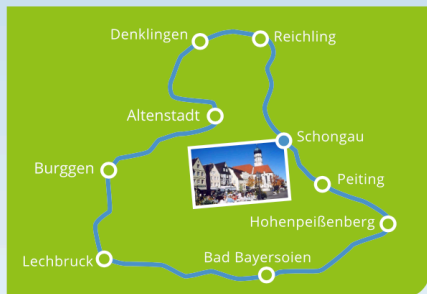 Denklingen
Reichling
Altenstadt
Schongau
Burggen
Peiting
Hohenpeißenberg
Bad Bayersoien
Lechbruck